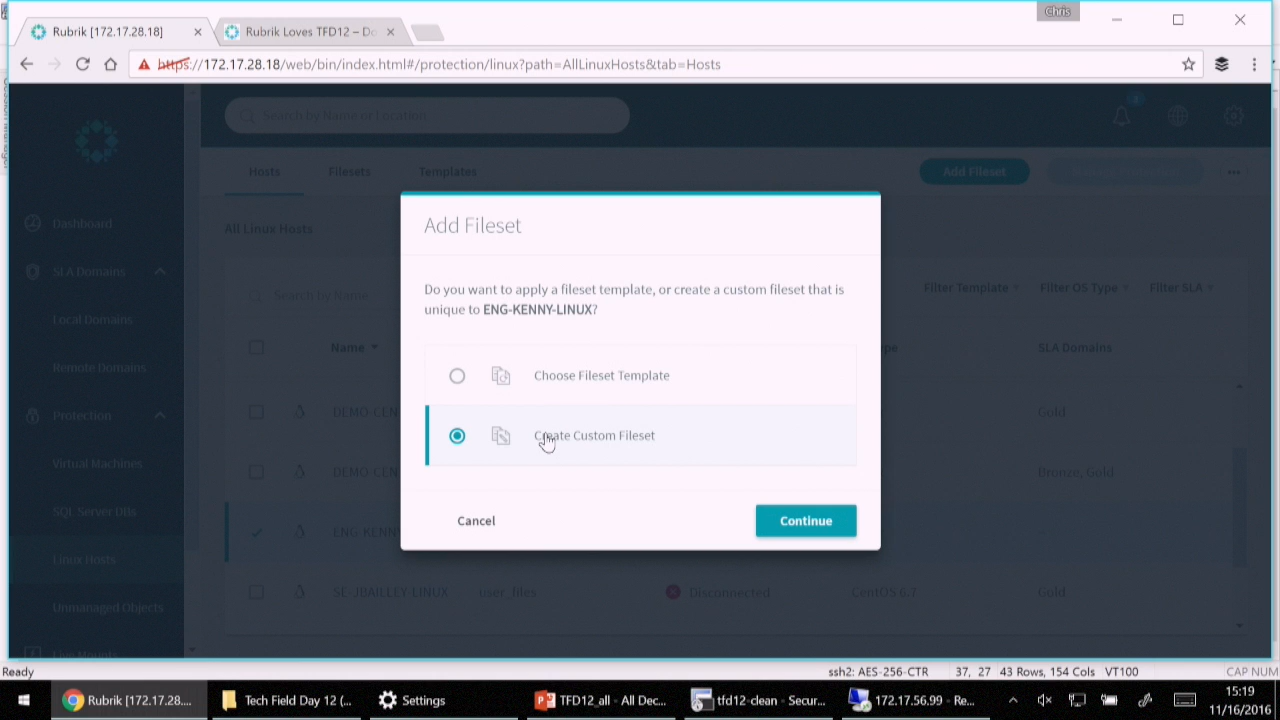 Chris
Rubrik [172.17.28.18]
Rubrik Loves TFD12 – Do
https://172.17.28.18/web/bin/index.html#/protection/linux?path=AllLinuxHosts&tab=Hosts
Search by Name or Location
Hosts Filesets Templates Add Fileset
All Linux Hosts
Dashboard
SLA Domains
Local Domains
Remote Domains
Protection
Virtual Machines
SQL Server DBs
Linux Hosts
Unmanaged Objects
Live Mounts
Add Fileset
Do you want to apply a fileset template, or create a custom fileset that is
unique to ENG-KENNY-LINUX?
Choose Fileset Template
Create Custom Fileset
Cancel Continue
Search by Name
Filter Template Filter OS Type Filter SLA
Name SLA Domains
DEMO-CEN Gold
DEMO-CEN Bronze, Gold
ENG-KENN
SE-JBAILLEY-LINUX user_files Disconnected CentOS 6.7 Gold
Ready ssh2: AES-256-CTR 37, 27 43 Rows, 154 Cols VT100 CAP NUM
Rubrik [172.17.28.... Tech Field Day 12 (... Settings TFD12_all - All Dec... tfd12-clean - Secur... 172.17.56.99 - Re...
15:19
11/16/2016